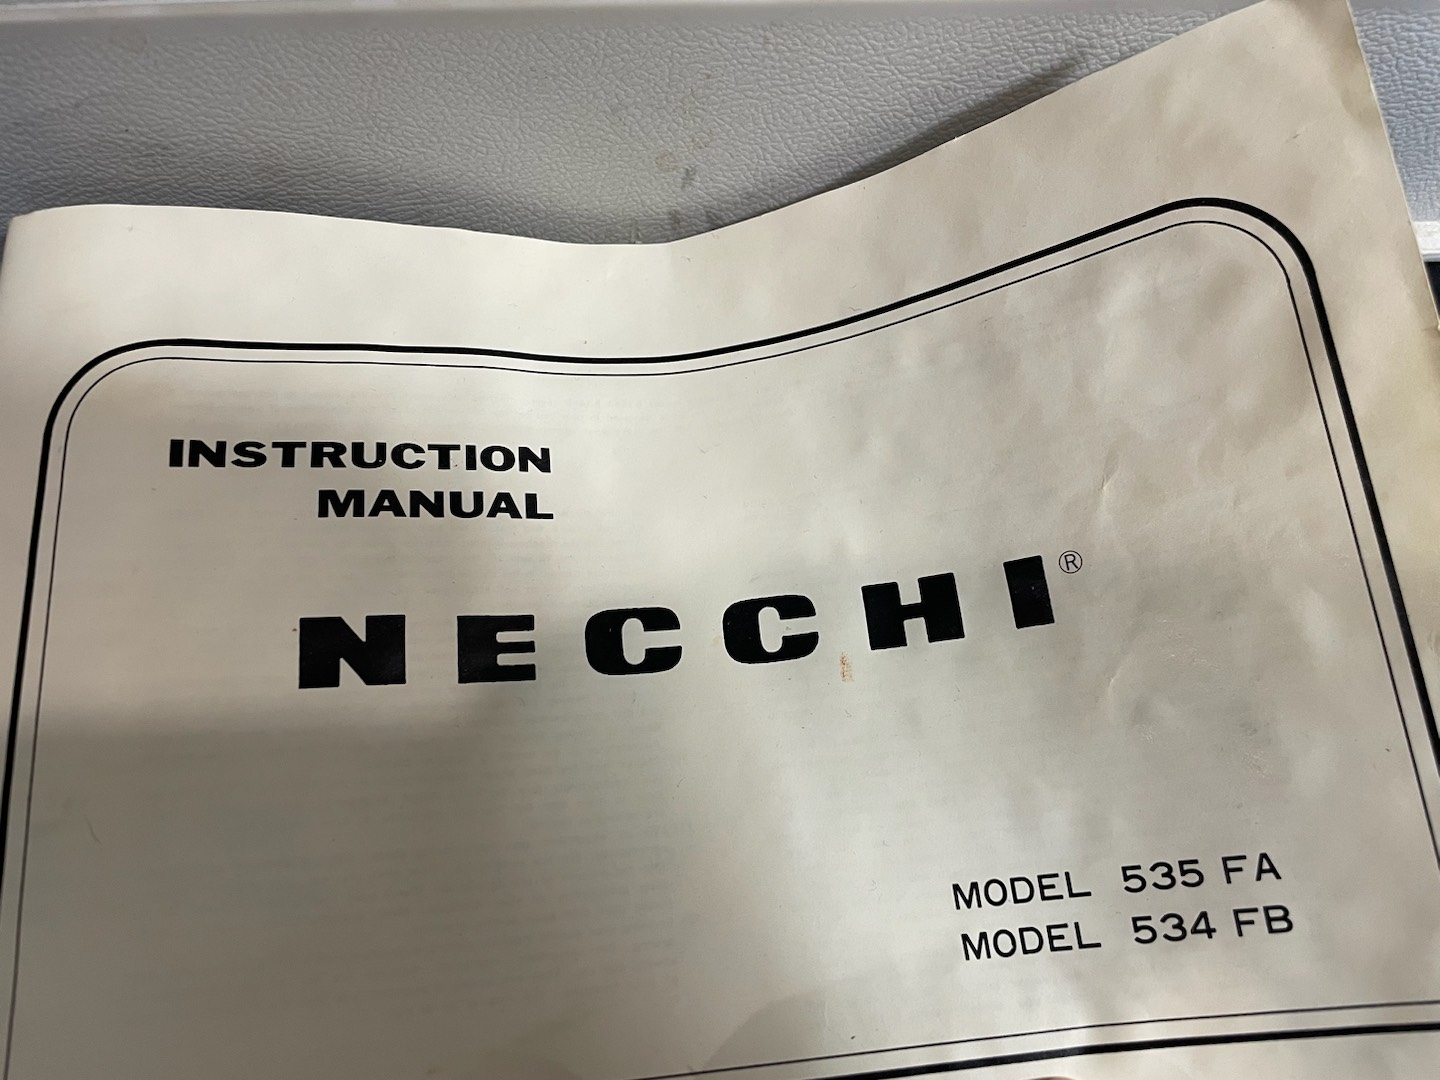 INSTRUCTION
MANUAL
NECCHI®
MODEL 535 FA
MODEL 534 FB